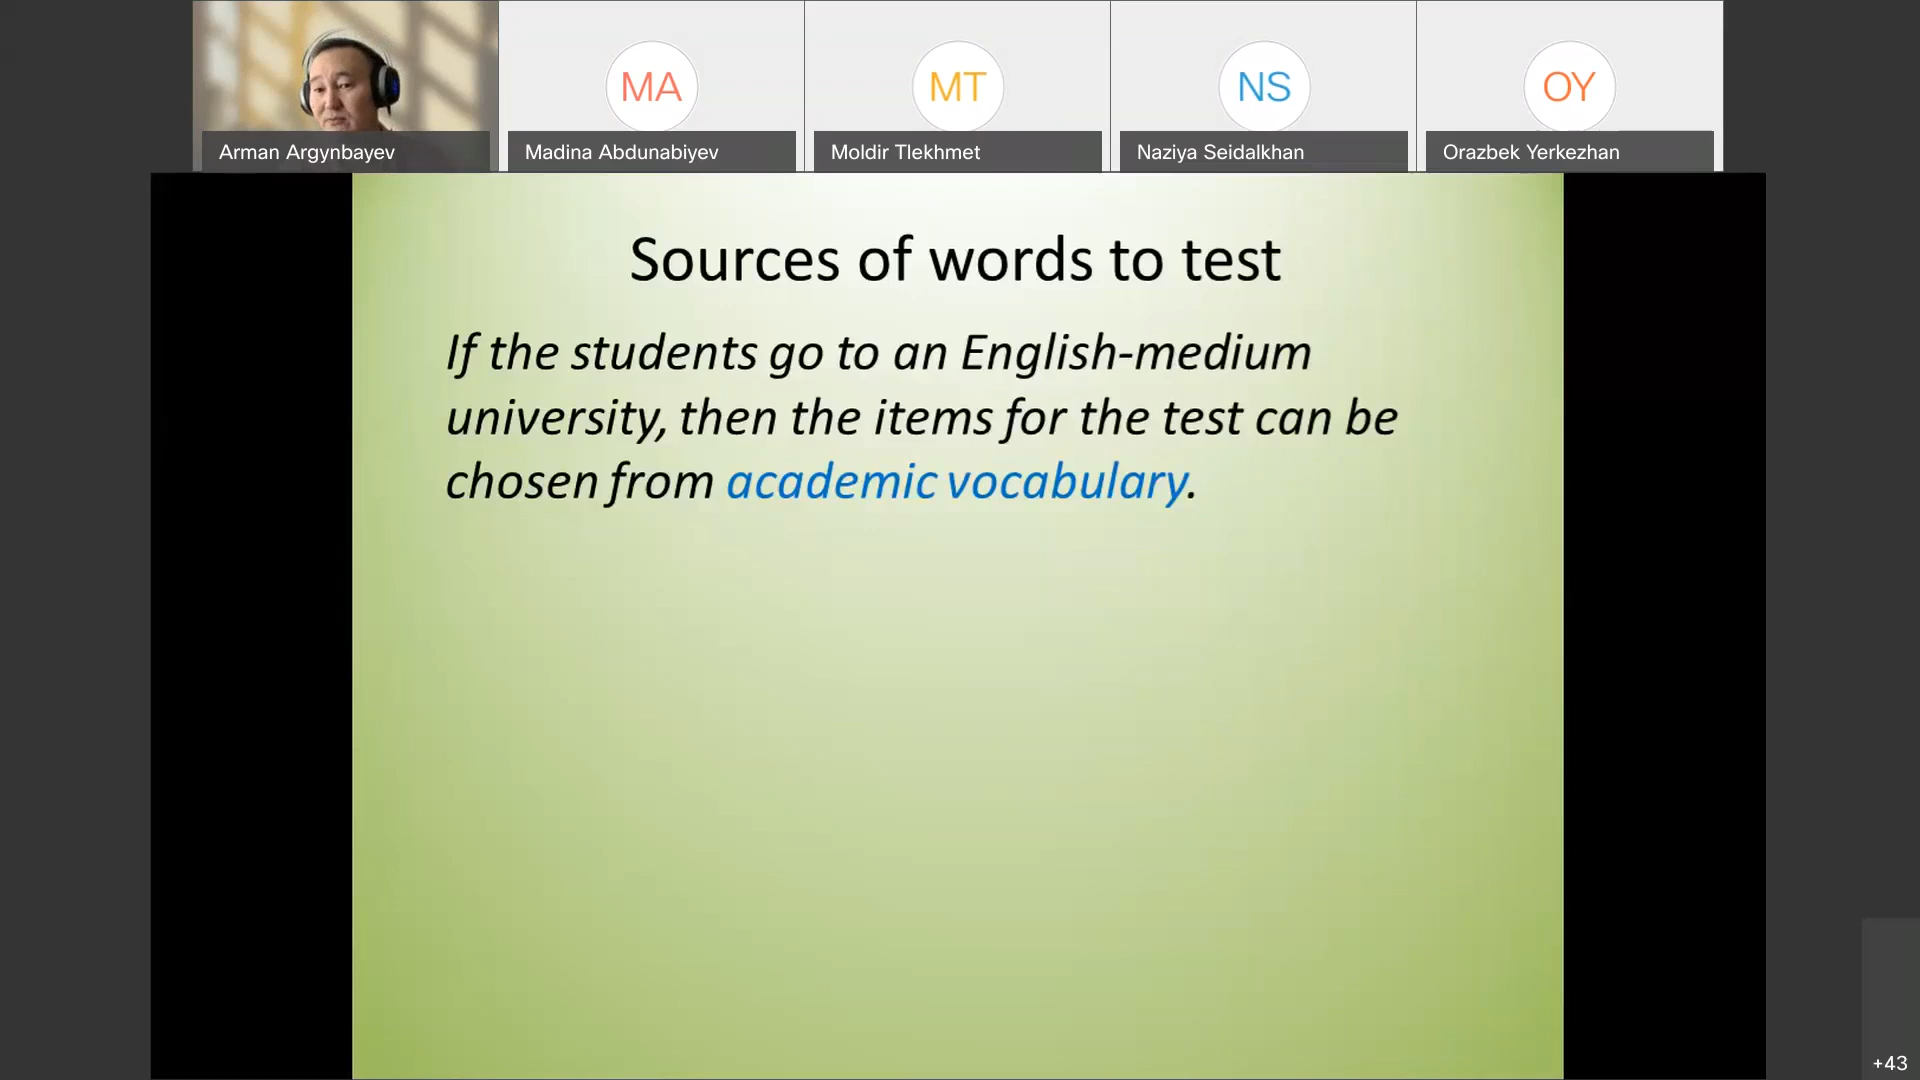 MA
MT
NS
OY
Arman Argynbayev
Madina Abdunabiyev
Moldir Tlekhmet
Naziya Seidalkhan
Orazbek Yerkezhan
Sources of words to test
If the students go to an English-medium
university, then the items for the test can be
chosen from academic vocabulary.
+43